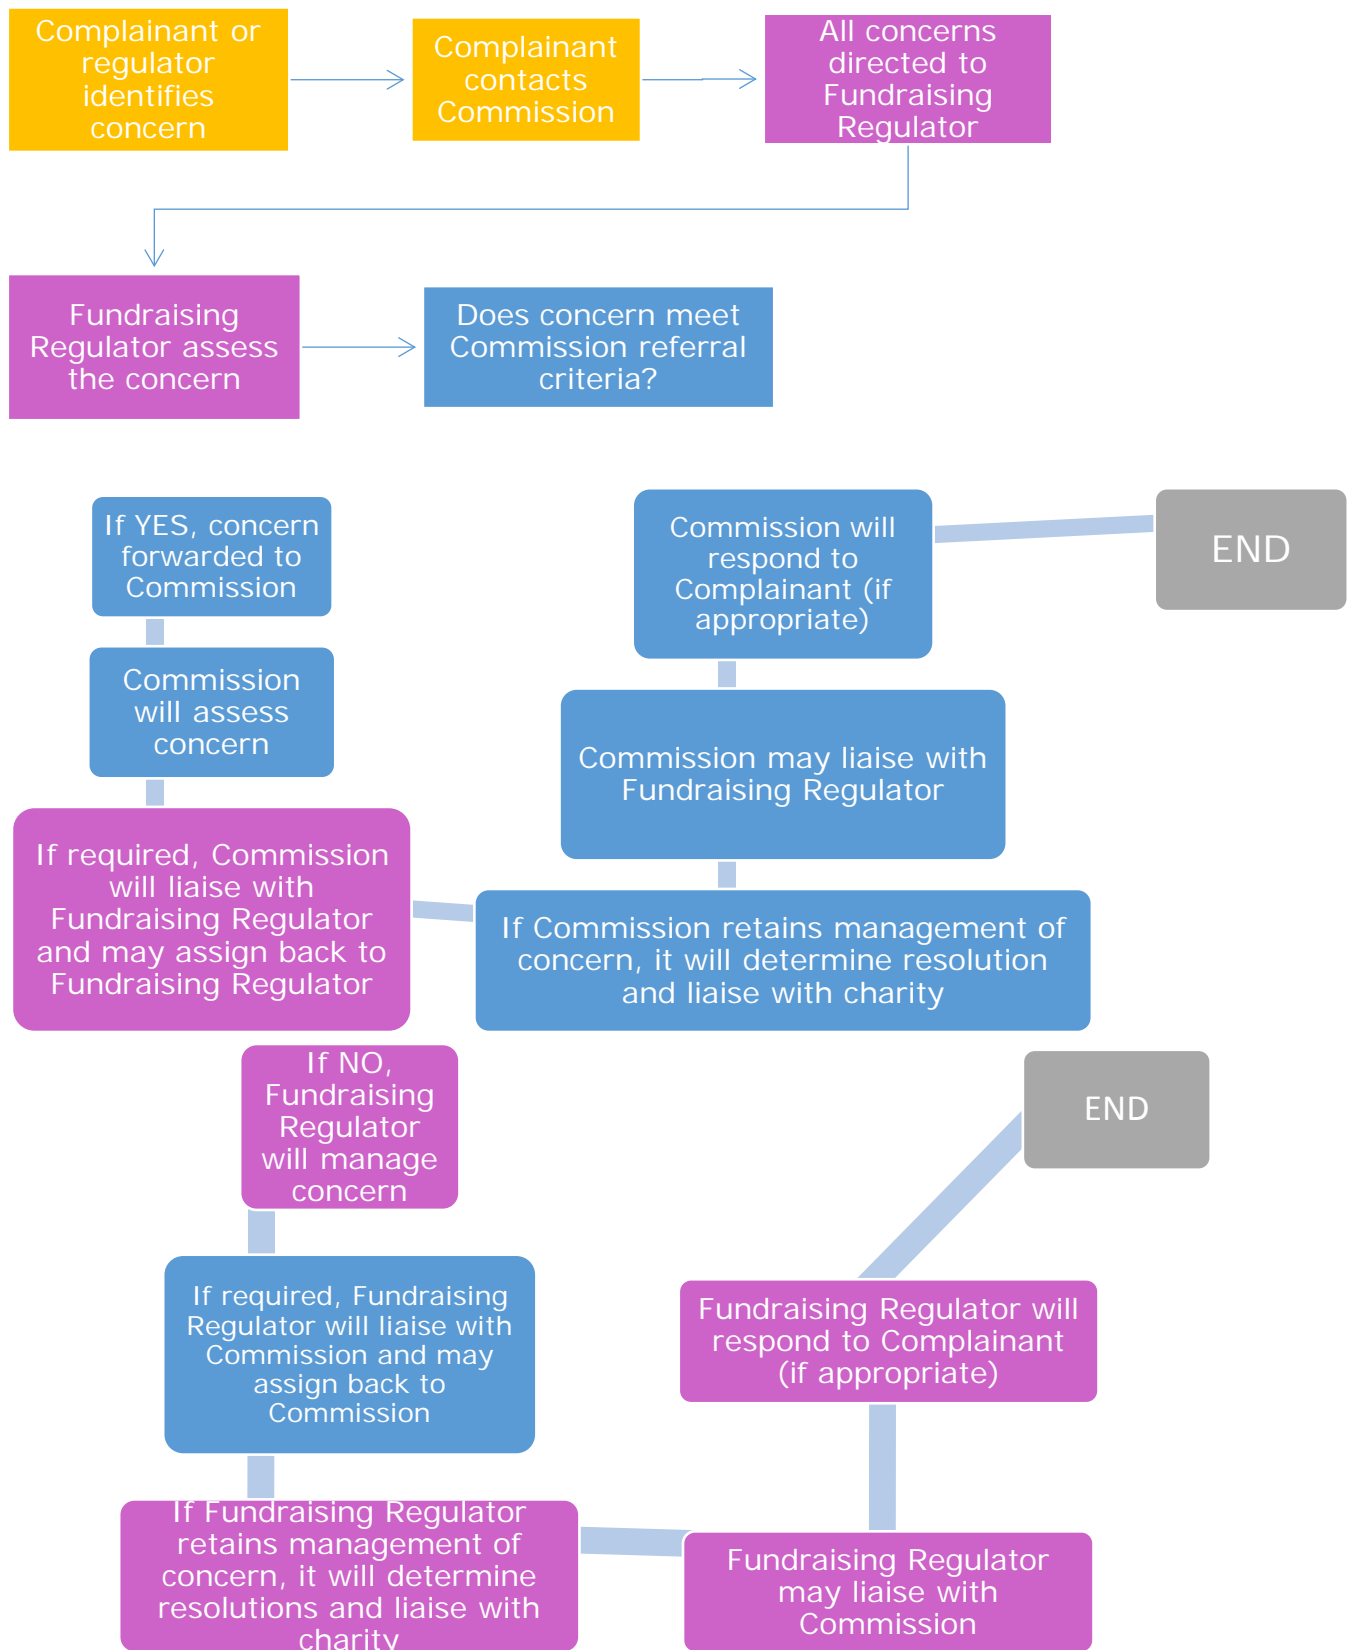 Complainant or
regulator
identifies
concern
Complainant
contacts
Commission
All concerns
directed to
Fundraising
Regulator
Fundraising
Regulator assess
the concern
Does concern meet
Commission referral
criteria?
If YES, concern
forwarded to
Commission
Commission
will assess
concern
If required, Commission
will liaise with
Fundraising Regulator
and may assign back to
Fundraising Regulator
If Commission retains management of
concern, it will determine resolution
and liaise with charity
Commission may liaise with
Fundraising Regulator
Commission will
respond to
Complainant (if
appropriate)
END
If NO,
Fundraising
Regulator
will manage
concern
If required, Fundraising
Regulator will liaise with
Commission and may
assign back to
Commission
If Fundraising Regulator
retains management of
concern, it will determine
resolutions and liaise with
charity
Fundraising Regulator
may liaise with
Commission
Fundraising Regulator will
respond to Complainant
(if appropriate)
END